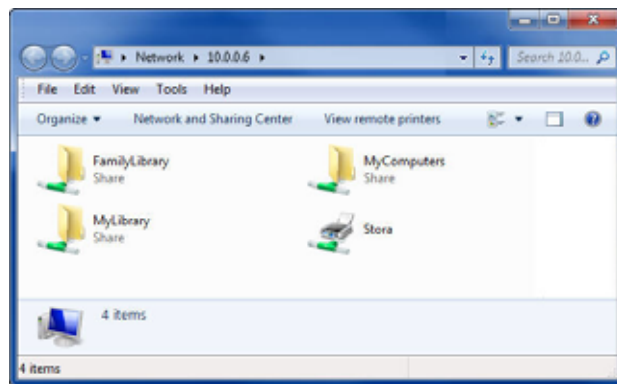 Network ▸ 10.0.0.6 ▸ Search 10.0...
File Edit View Tools Help
Organize ▾ Network and Sharing Center View remote printers
FamilyLibrary
Share
MyComputers
Share
MyLibrary
Share
Stora
4 items
4 items